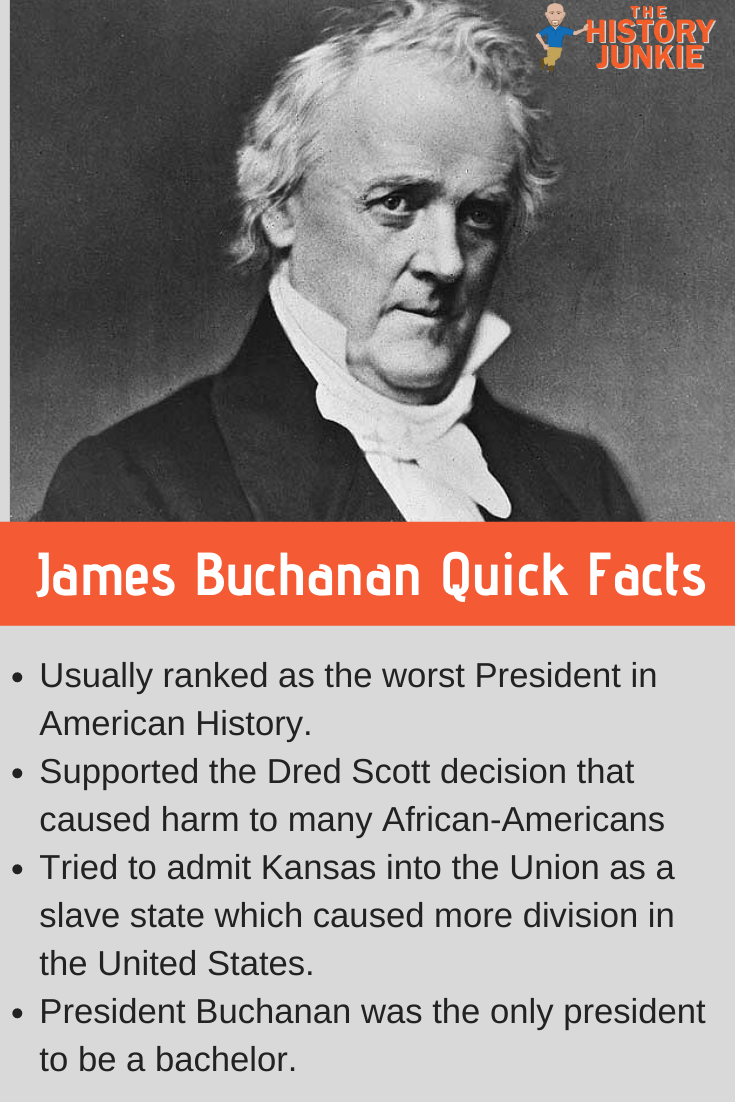 THE
HISTORY
JUNKIE
James Buchanan Quick Facts
• Usually ranked as the worst President in
American History.
• Supported the Dred Scott decision that
caused harm to many African-Americans
• Tried to admit Kansas into the Union as a
slave state which caused more division in
the United States.
• President Buchanan was the only president
to be a bachelor.